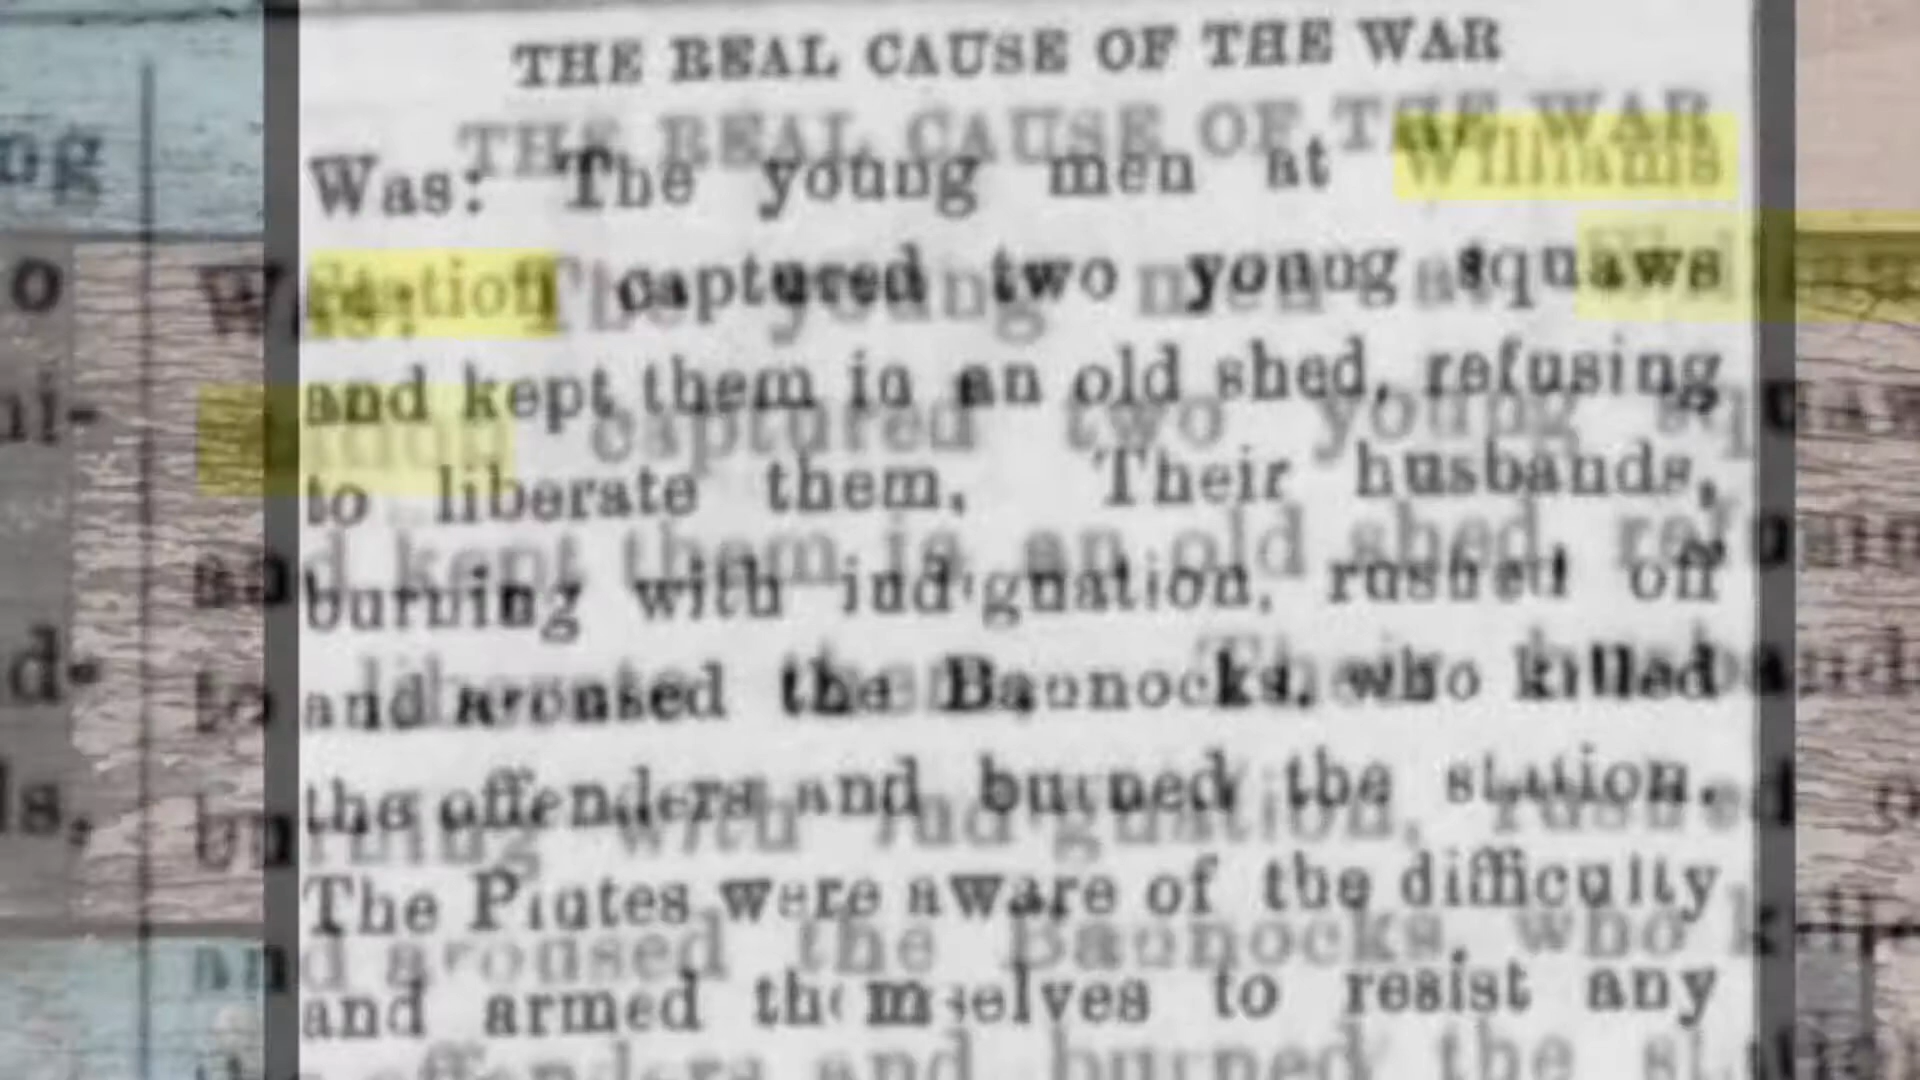 THE REAL CAUSE OF THE WAR
Was: The young men at Williams
station captured two young squaws
and kept them in an old shed, refusing
to liberate them. Their husbands,
burning with indignation, rushed off
and aroused the Bannocks, who killed
the offenders and burned the station.
The Piutes were aware of the difficulty
and armed themselves to resist any